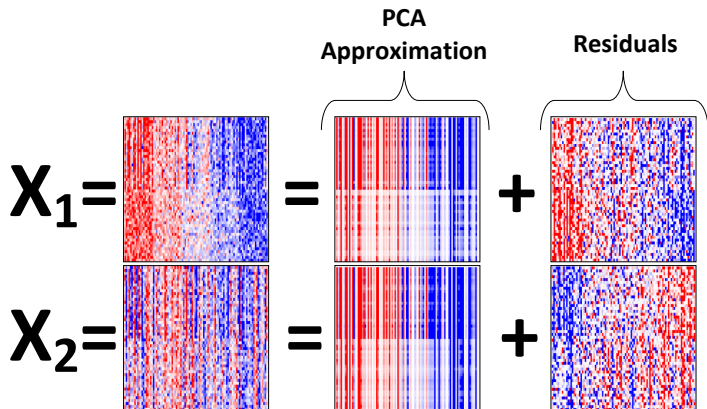 PCA
Approximation
Residuals
X₁= = +
X₂= = +